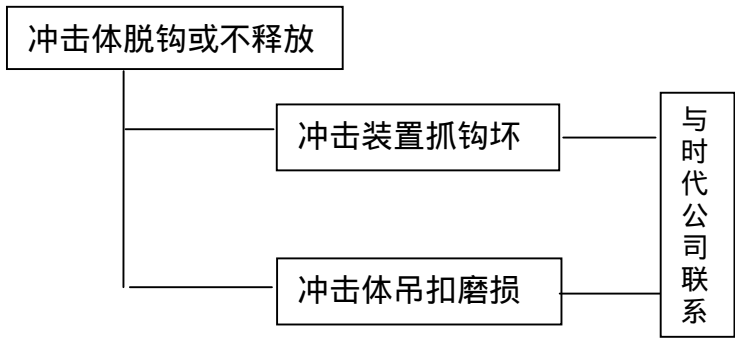 冲击体脱钩或不释放
冲击装置抓钩坏
与时代公司联系
冲击体吊扣磨损